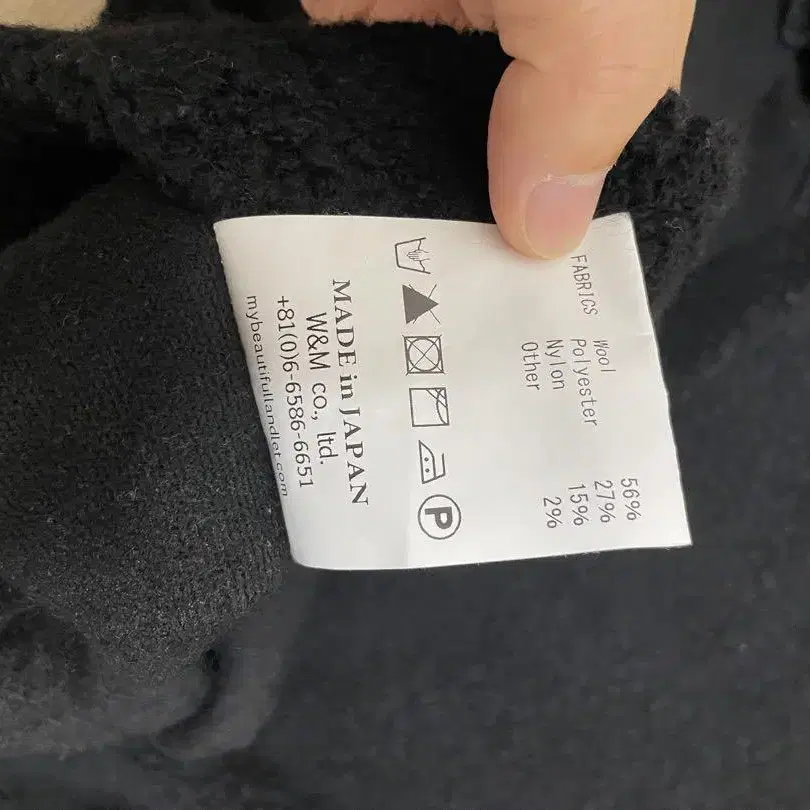 FABRICS Wool 56%
Polyester 27%
Nylon 15%
Other 2%
P
MADE in JAPAN
W&M co., ltd.
+81(0)6-6586-6651
mybeautifullandlet.com